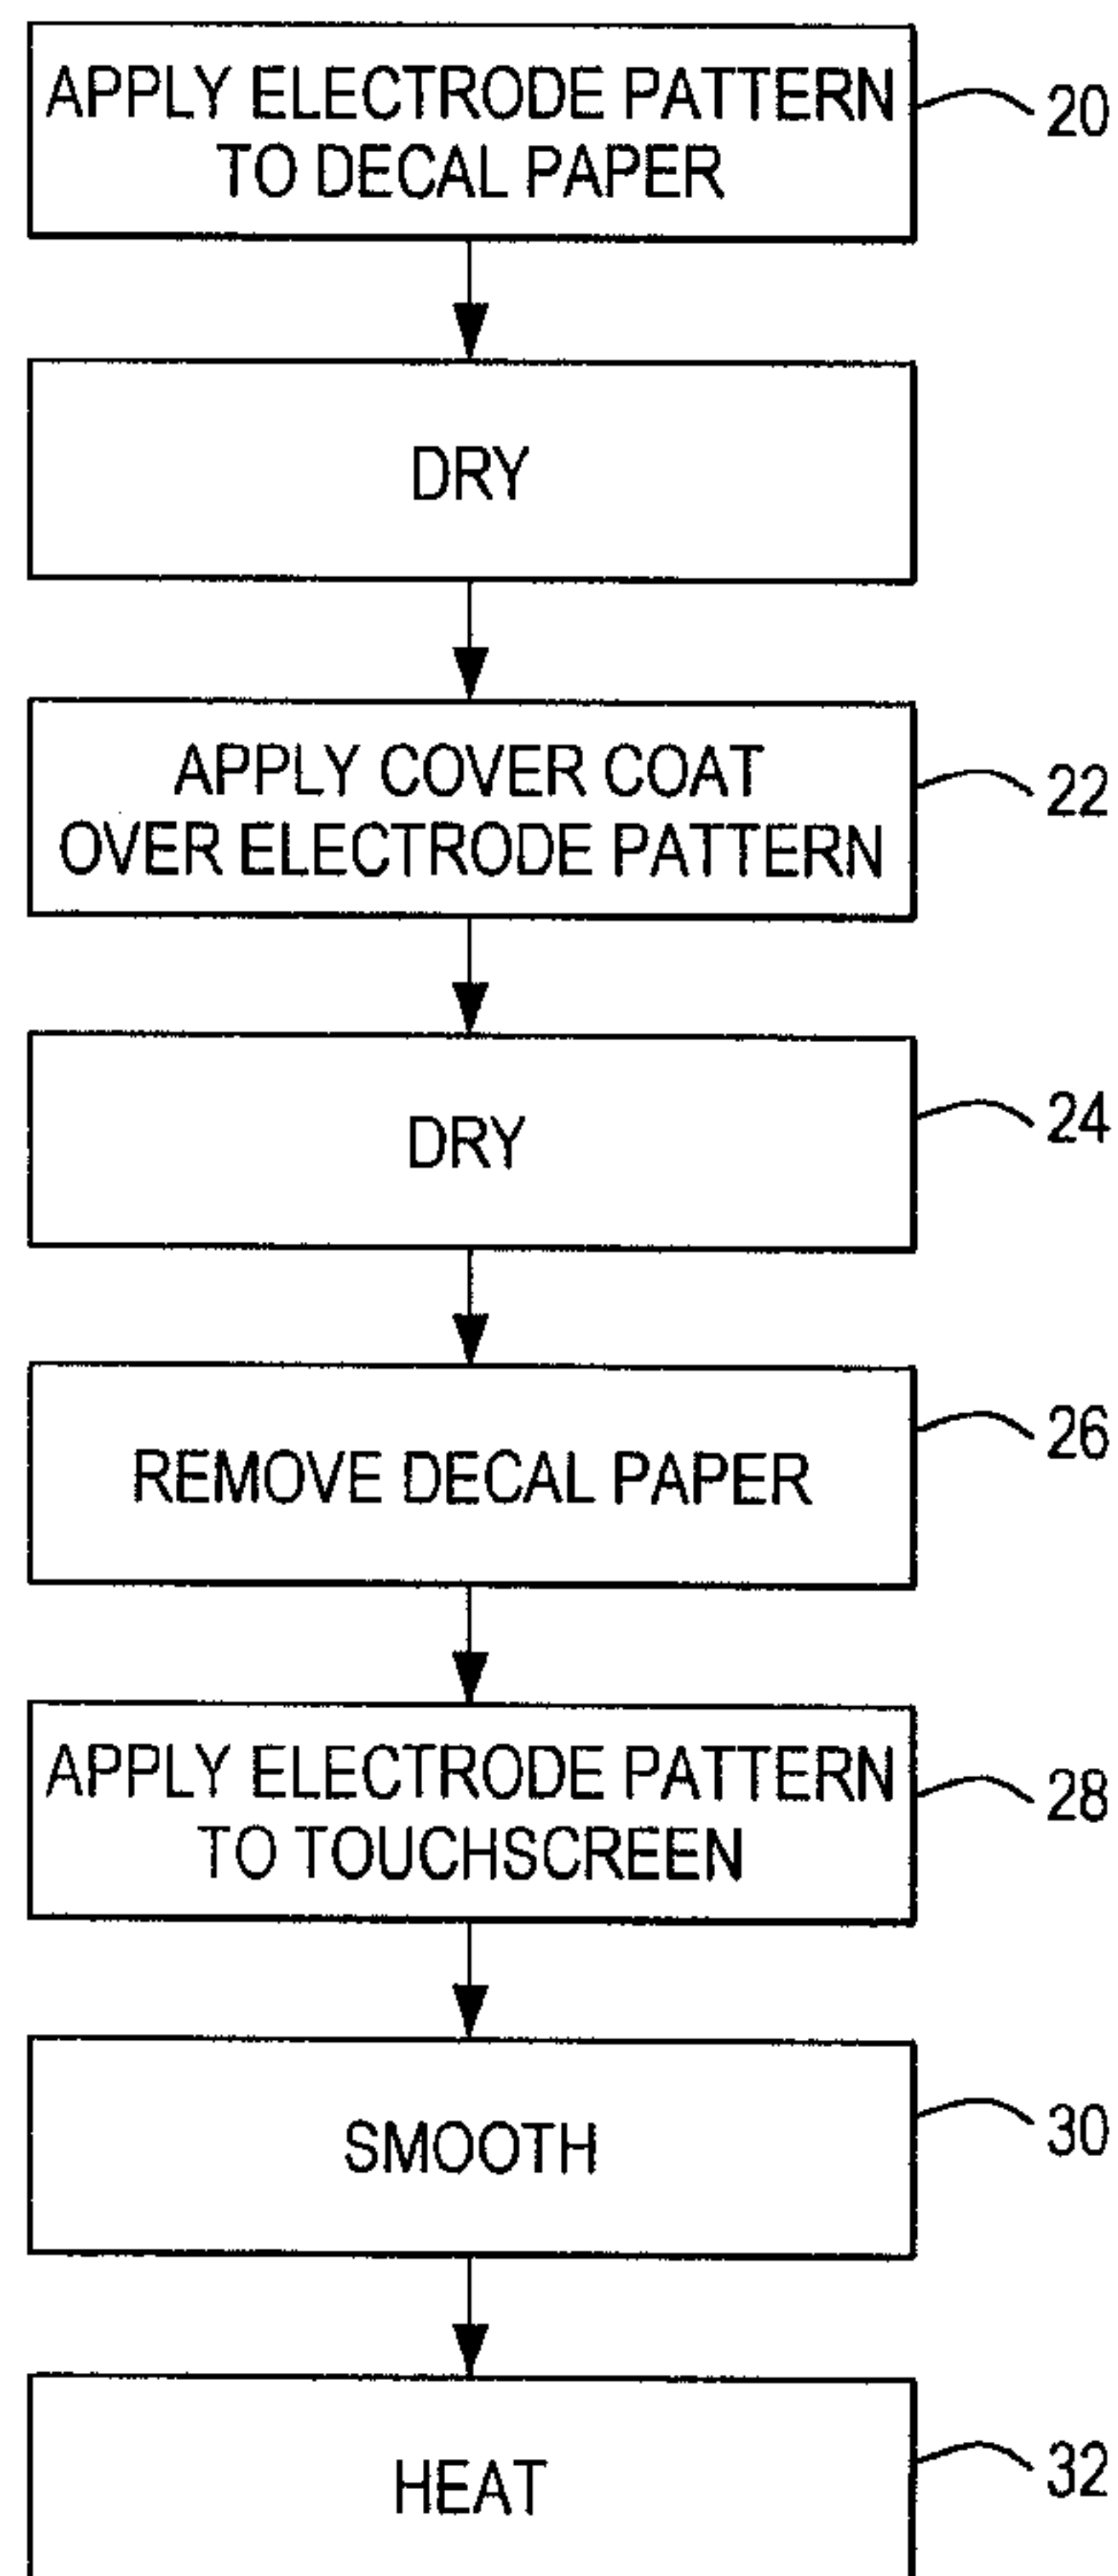 APPLY ELECTRODE PATTERN
TO DECAL PAPER
20
DRY
APPLY COVER COAT
OVER ELECTRODE PATTERN
22
DRY
24
REMOVE DECAL PAPER
26
APPLY ELECTRODE PATTERN
TO TOUCHSCREEN
28
SMOOTH
30
HEAT
32